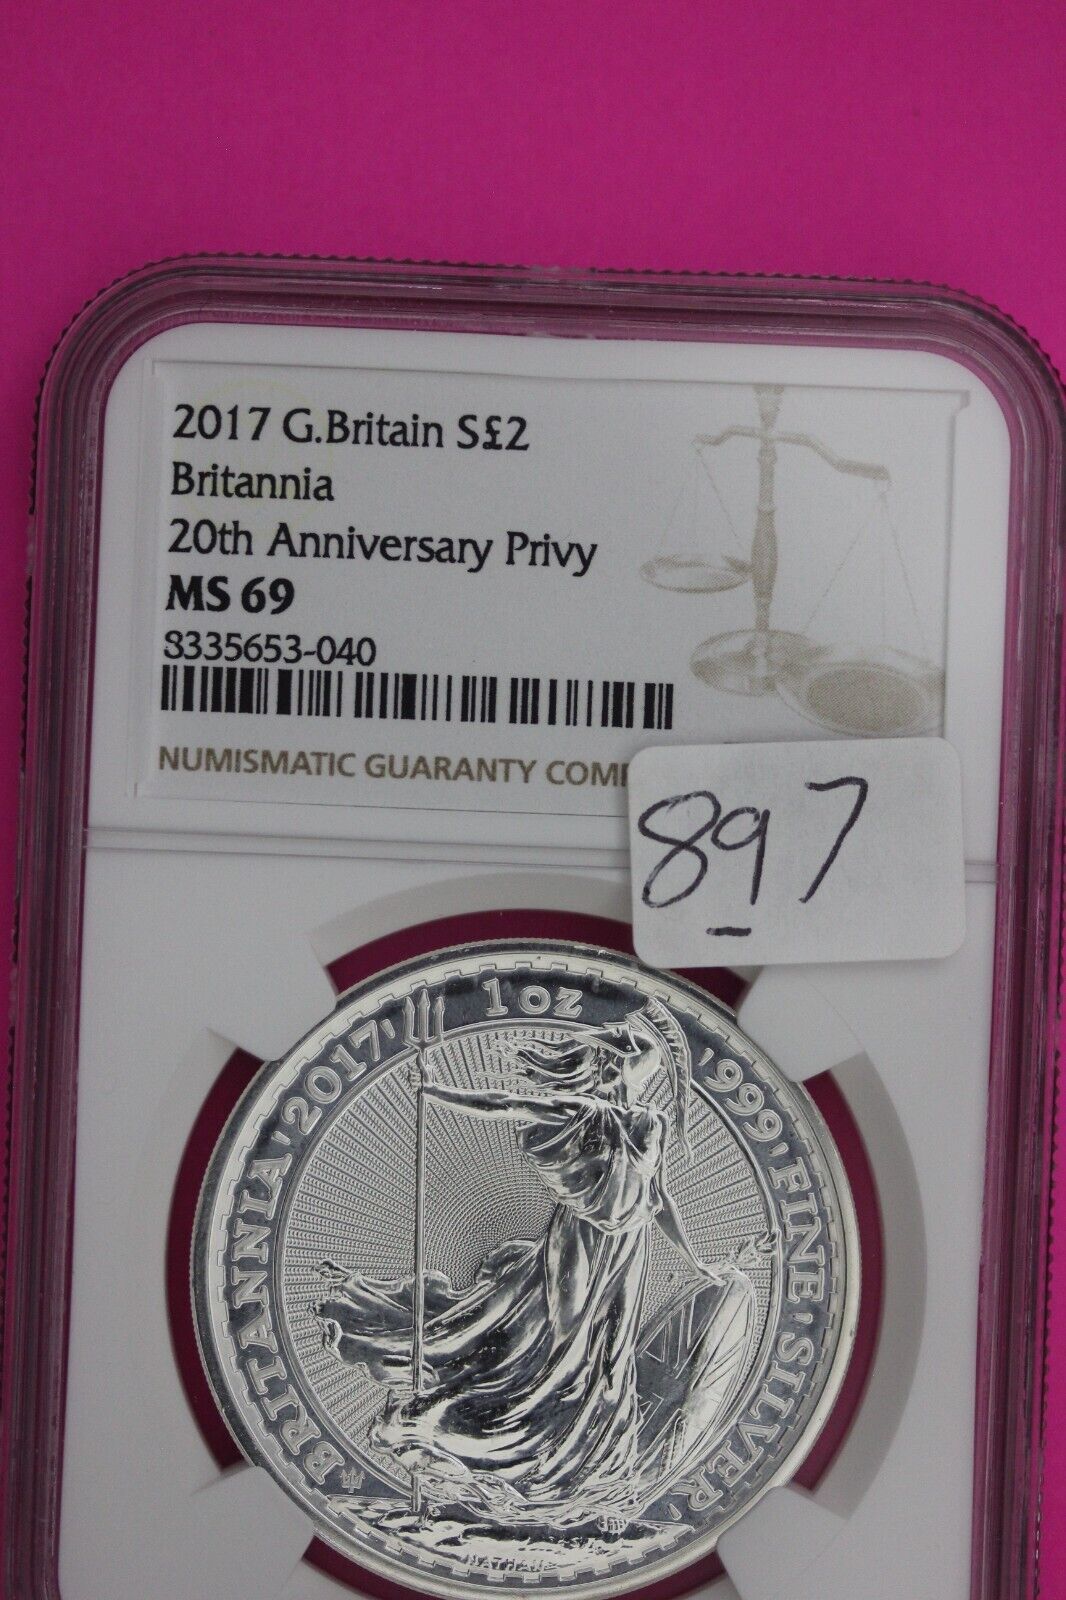 2017 G.Britain S£2
Britannia
20th Anniversary Privy
MS 69
8335653-040
NUMISMATIC GUARANTY
897
BRITANNIA 2017 1 OZ 999 FINE SILVER
NATHAN